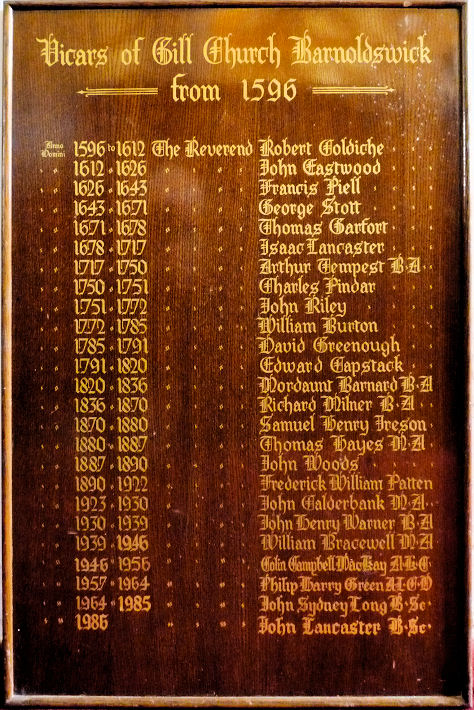 Vicars of Gill Church Barnoldswick
from 1596
Anno Domini 1596 to 1612 The Reverend Robert Coldiche
" " 1612 " 1626 " " " John Eastwood
" " 1626 " 1643 " " " Francis Piell
" " 1643 " 1671 " " " George Stott
" " 1671 " 1678 " " " Thomas Garfort
" " 1678 " 1717 " " " Isaac Lancaster
" " 1717 " 1750 " " " Arthur Tempest B·A
" " 1750 " 1751 " " " Charles Pindar
" " 1751 " 1772 " " " John Riley
" " 1772 " 1785 " " " William Burton
" " 1785 " 1791 " " " David Greenough
" " 1791 " 1820 " " " Edward Capstack
" " 1820 " 1836 " " " Mordaunt Barnard B·A
" " 1836 " 1870 " " " Richard Milner B·A
" " 1870 " 1880 " " " Samuel Henry Ireson
" " 1880 " 1887 " " " Thomas Hayes M·A
" " 1887 " 1890 " " " John Woods
" " 1890 " 1922 " " " Frederick William Patten
" " 1923 " 1930 " " " John Calderbank M·A
" " 1930 " 1939 " " " John Henry Warner B·A
" " 1939 " 1946 " " " William Bracewell M·A
" " 1946 " 1956 " " " Colin Campbell MacKay
" " 1957 " 1964 " " " Philip Harry Green
" " 1964 " 1985 " " " John Sydney Long B·Sc·
" " 1986 " " " John Lancaster B·Sc·